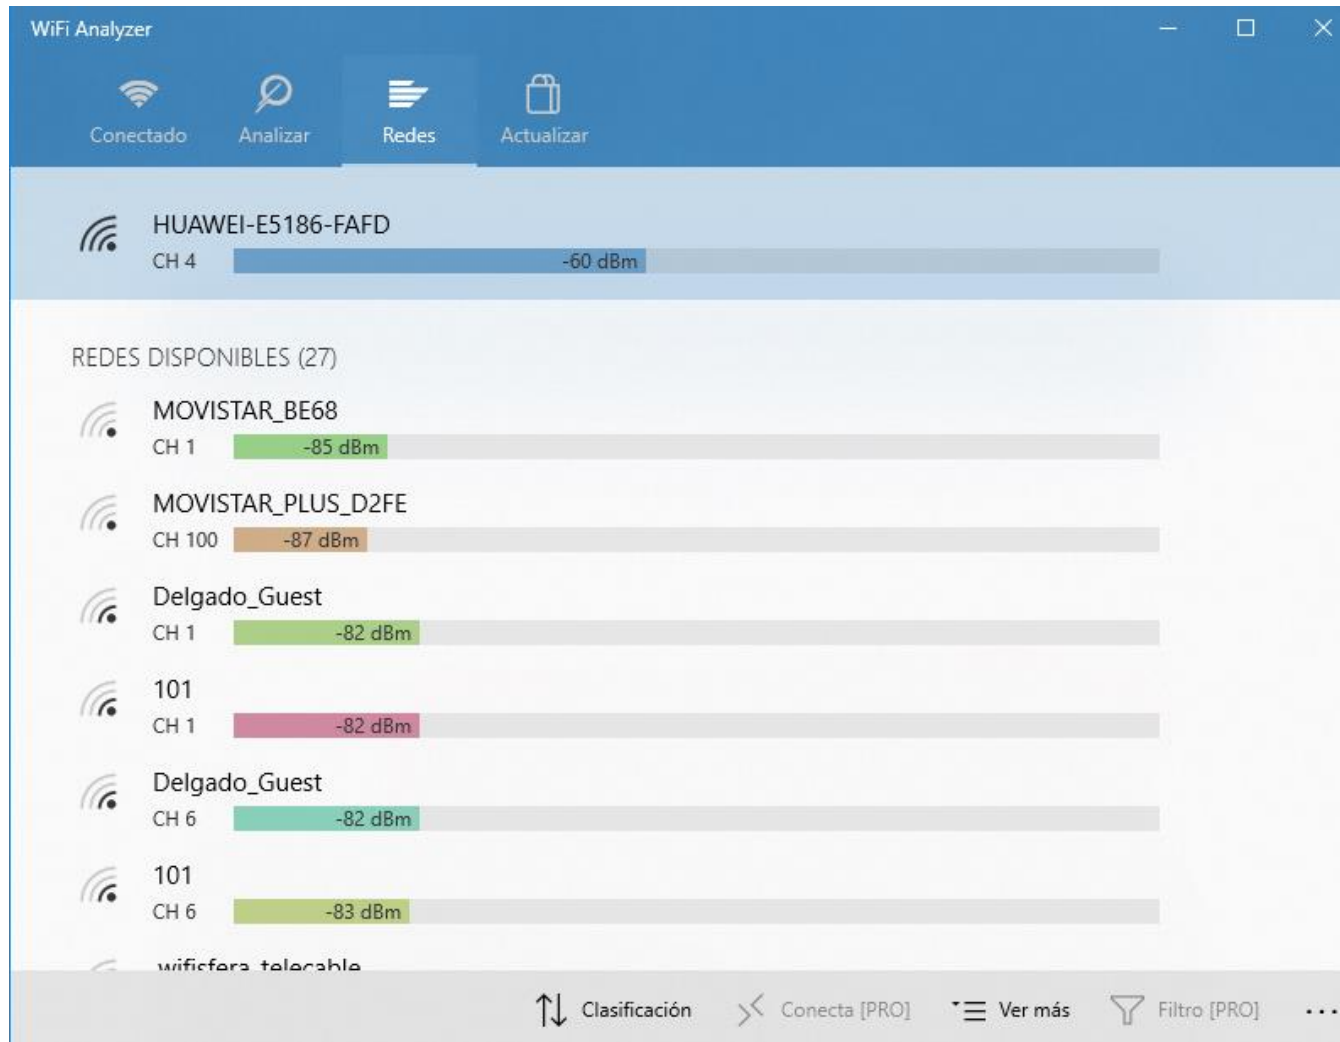 WiFi Analyzer
Conectado Analizar Redes Actualizar
HUAWEI-E5186-FAFD
CH 4 -60 dBm
REDES DISPONIBLES (27)
MOVISTAR_BE68
CH 1 -85 dBm
MOVISTAR_PLUS_D2FE
CH 100 -87 dBm
Delgado_Guest
CH 1 -82 dBm
101
CH 1 -82 dBm
Delgado_Guest
CH 6 -82 dBm
101
CH 6 -83 dBm
.wifisfera_telecable
Clasificación Conecta [PRO] Ver más Filtro [PRO] ...